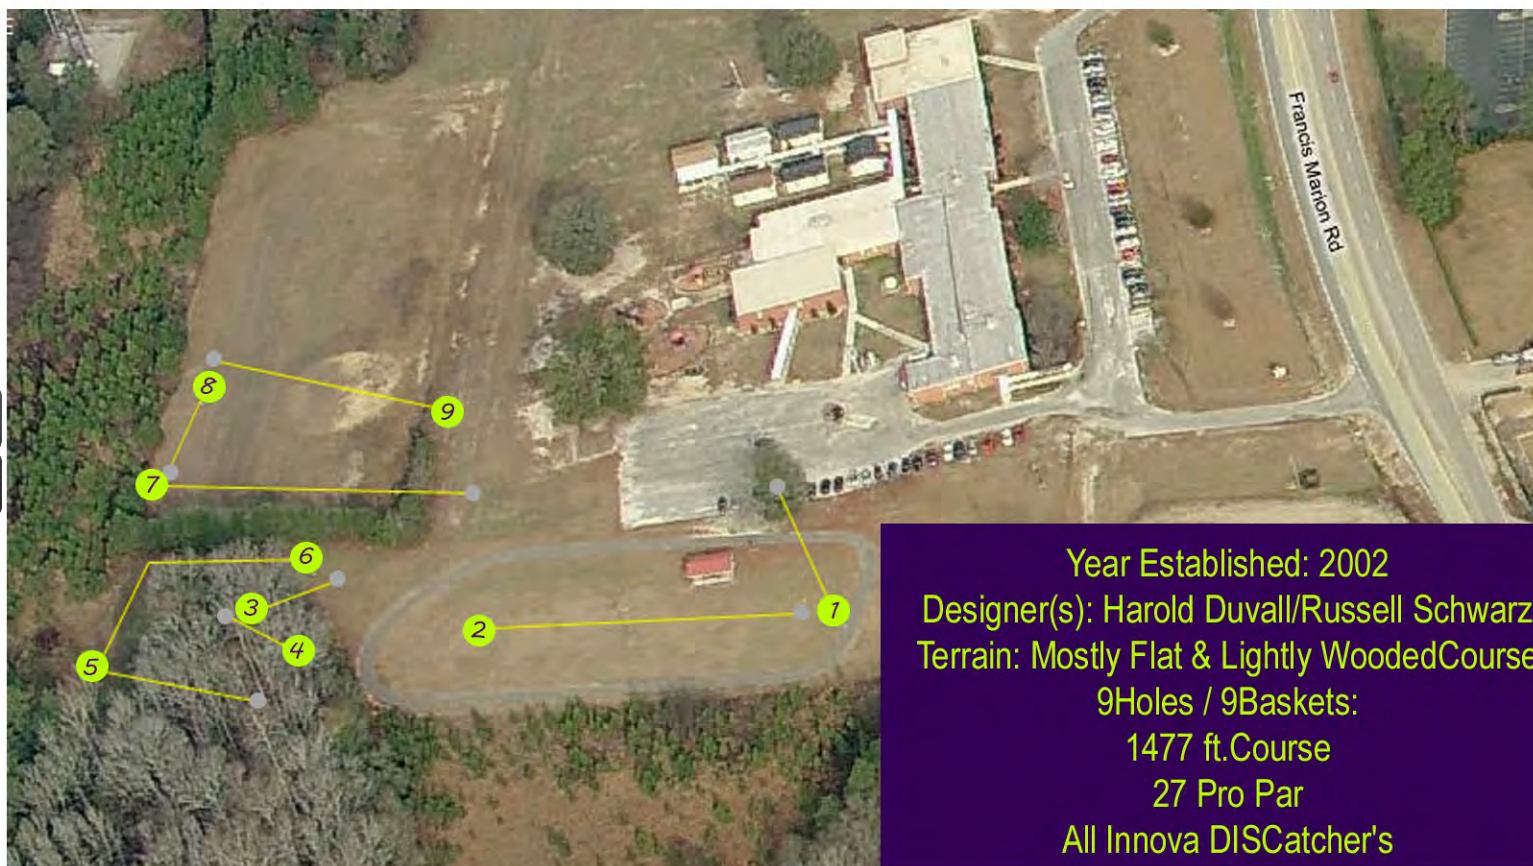 Francis Marion Rd
8
9
7
6
3
4
5
2
1
Year Established: 2002
Designer(s): Harold Duvall/Russell Schwarz
Terrain: Mostly Flat & Lightly WoodedCourse
9Holes / 9Baskets:
1477 ft.Course
27 Pro Par
All Innova DISCatcher's